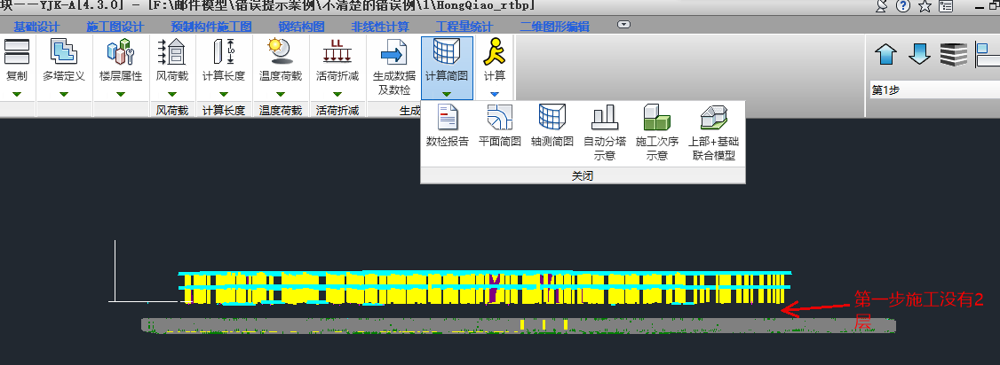 块——YJK-A[4.3.0] - [F:\邮件模型\错误提示案例\不清楚的错误例\1\HongQiao_rtbp]
基础设计 施工图设计 预制构件施工图 钢结构图 非线性计算 工程量统计 二维图形编辑
复制 多塔定义 楼层属性 风荷载 计算长度 温度荷载 活荷折减 生成数据 计算简图 计算
及数检
第1步
风荷载 计算长度 温度荷载 活荷折减 生成
数检报告 平面简图 轴测简图 自动分塔 施工次序 上部+基础
示意 示意 联合模型
关闭
第一步施工没有2
层